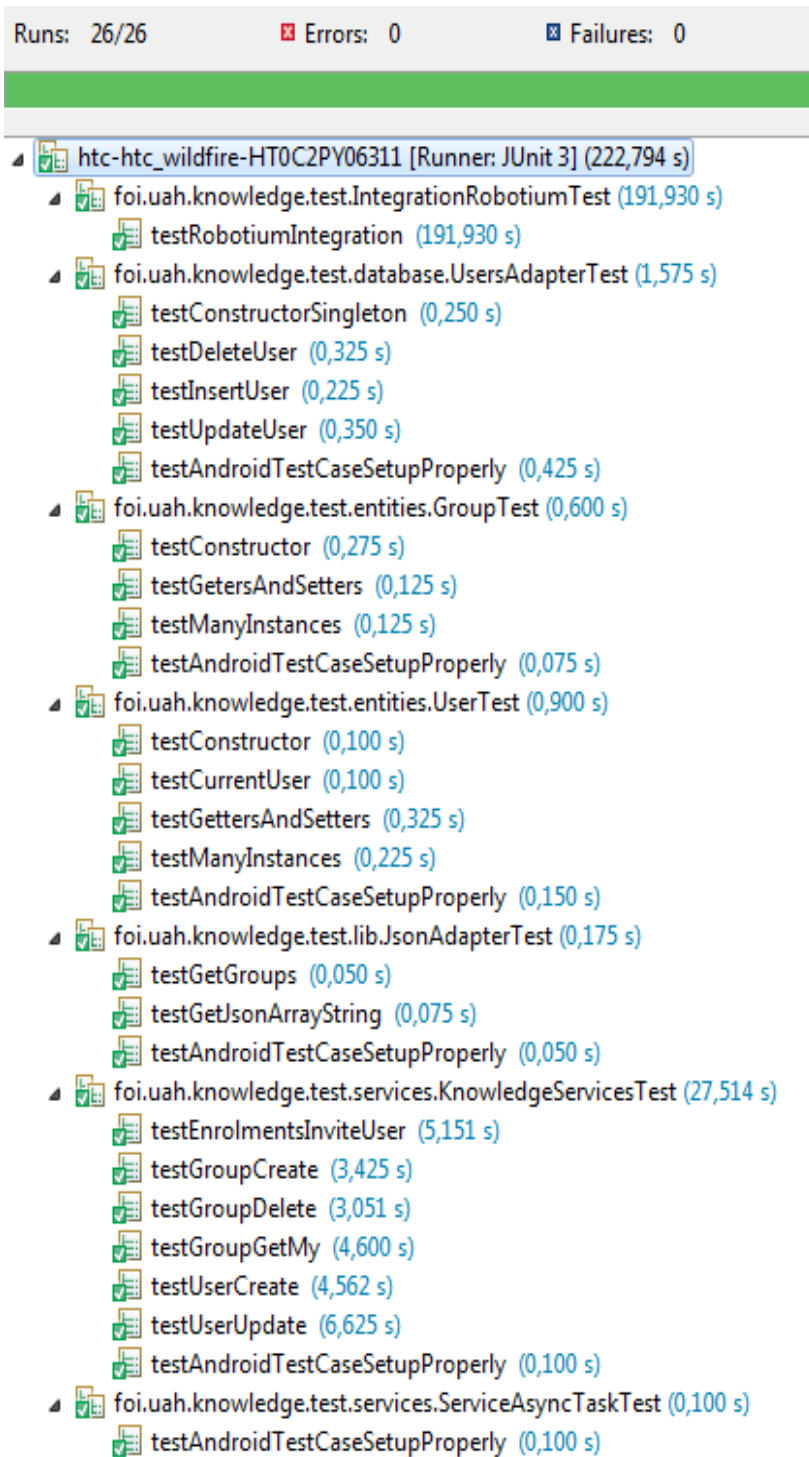 Runs: 26/26 Errors: 0 Failures: 0
htc-htc_wildfire-HT0C2PY06311 [Runner: JUnit 3] (222,794 s)
foi.uah.knowledge.test.IntegrationRobotiumTest (191,930 s)
testRobotiumIntegration (191,930 s)
foi.uah.knowledge.test.database.UsersAdapterTest (1,575 s)
testConstructorSingleton (0,250 s)
testDeleteUser (0,325 s)
testInsertUser (0,225 s)
testUpdateUser (0,350 s)
testAndroidTestCaseSetupProperly (0,425 s)
foi.uah.knowledge.test.entities.GroupTest (0,600 s)
testConstructor (0,275 s)
testGetersAndSetters (0,125 s)
testManyInstances (0,125 s)
testAndroidTestCaseSetupProperly (0,075 s)
foi.uah.knowledge.test.entities.UserTest (0,900 s)
testConstructor (0,100 s)
testCurrentUser (0,100 s)
testGettersAndSetters (0,325 s)
testManyInstances (0,225 s)
testAndroidTestCaseSetupProperly (0,150 s)
foi.uah.knowledge.test.lib.JsonAdapterTest (0,175 s)
testGetGroups (0,050 s)
testGetJsonArrayString (0,075 s)
testAndroidTestCaseSetupProperly (0,050 s)
foi.uah.knowledge.test.services.KnowledgeServicesTest (27,514 s)
testEnrolmentsInviteUser (5,151 s)
testGroupCreate (3,425 s)
testGroupDelete (3,051 s)
testGroupGetMy (4,600 s)
testUserCreate (4,562 s)
testUserUpdate (6,625 s)
testAndroidTestCaseSetupProperly (0,100 s)
foi.uah.knowledge.test.services.ServiceAsyncTaskTest (0,100 s)
testAndroidTestCaseSetupProperly (0,100 s)